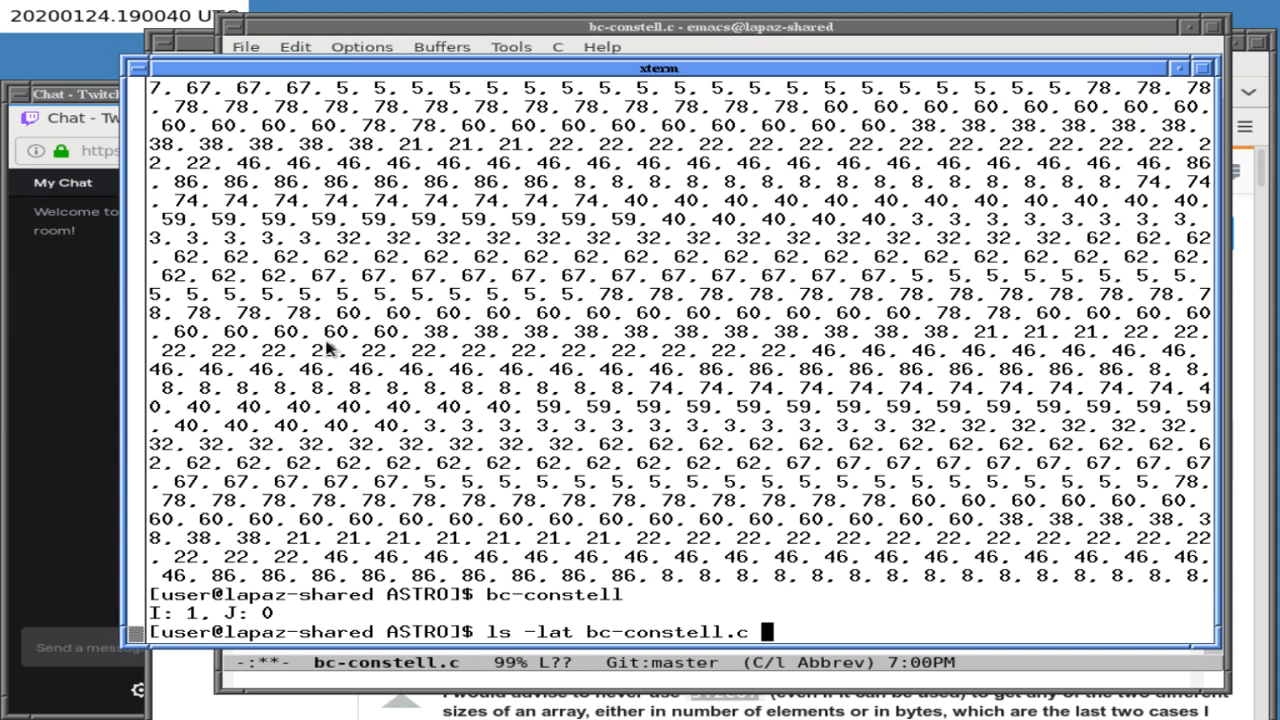 20200124.190040 UTC
bc-constell.c - emacs@lapaz-shared
File Edit Options Buffers Tools C Help
xterm
Chat - Twitch
Chat - Tw
https
My Chat
Welcome to
room!
Send a mess
7, 67, 67, 67, 5, 5, 5, 5, 5, 5, 5, 5, 5, 5, 5, 5, 5, 5, 5, 5, 78, 78, 78
, 78, 78, 78, 78, 78, 78, 78, 78, 78, 78, 78, 78, 78, 60, 60, 60, 60, 60, 60, 60, 60,
60, 60, 60, 60, 78, 78, 60, 60, 60, 60, 60, 60, 60, 60, 60, 38, 38, 38, 38, 38, 38,
38, 38, 38, 38, 38, 21, 21, 21, 22, 22, 22, 22, 22, 22, 22, 22, 22, 22, 22, 22, 22, 2
2, 22, 46, 46, 46, 46, 46, 46, 46, 46, 46, 46, 46, 46, 46, 46, 46, 46, 46, 46, 46, 86
, 86, 86, 86, 86, 86, 86, 86, 86, 8, 8, 8, 8, 8, 8, 8, 8, 8, 8, 8, 8, 8, 8, 8, 74, 74
, 74, 74, 74, 74, 74, 74, 74, 74, 74, 40, 40, 40, 40, 40, 40, 40, 40, 40, 40, 40, 40,
59, 59, 59, 59, 59, 59, 59, 59, 59, 59, 40, 40, 40, 40, 40, 3, 3, 3, 3, 3, 3, 3, 3,
3, 3, 3, 3, 3, 32, 32, 32, 32, 32, 32, 32, 32, 32, 32, 32, 32, 32, 32, 32, 62, 62, 62
, 62, 62, 62, 62, 62, 62, 62, 62, 62, 62, 62, 62, 62, 62, 62, 62, 62, 62, 62, 62, 62,
62, 62, 62, 67, 67, 67, 67, 67, 67, 67, 67, 67, 67, 67, 67, 5, 5, 5, 5, 5, 5, 5, 5,
5, 5, 5, 5, 5, 5, 5, 5, 5, 5, 5, 5, 78, 78, 78, 78, 78, 78, 78, 78, 78, 78, 78, 78, 7
8, 78, 78, 78, 60, 60, 60, 60, 60, 60, 60, 60, 60, 60, 60, 60, 78, 78, 60, 60, 60, 60
, 60, 60, 60, 60, 60, 38, 38, 38, 38, 38, 38, 38, 38, 38, 38, 38, 21, 21, 21, 22, 22,
22, 22, 22, 22, 22, 22, 22, 22, 22, 22, 22, 22, 22, 46, 46, 46, 46, 46, 46, 46, 46,
46, 46, 46, 46, 46, 46, 46, 46, 46, 46, 46, 86, 86, 86, 86, 86, 86, 86, 86, 86, 8, 8,
8, 8, 8, 8, 8, 8, 8, 8, 8, 8, 8, 74, 74, 74, 74, 74, 74, 74, 74, 74, 74, 74, 4
0, 40, 40, 40, 40, 40, 40, 40, 59, 59, 59, 59, 59, 59, 59, 59, 59, 59, 59, 59, 59, 59
, 40, 40, 40, 40, 40, 3, 3, 3, 3, 3, 3, 3, 3, 3, 3, 3, 3, 3, 32, 32, 32, 32, 32, 32,
32, 32, 32, 32, 32, 32, 32, 32, 32, 62, 62, 62, 62, 62, 62, 62, 62, 62, 62, 62, 62, 6
2, 62, 62, 62, 62, 62, 62, 62, 62, 62, 62, 62, 62, 67, 67, 67, 67, 67, 67, 67, 67, 67
, 67, 67, 67, 67, 67, 5, 5, 5, 5, 5, 5, 5, 5, 5, 5, 5, 5, 5, 5, 5, 5, 5, 5, 5, 5, 78,
78, 78, 78, 78, 78, 78, 78, 78, 78, 78, 78, 78, 78, 78, 60, 60, 60, 60, 60, 60,
60, 60, 60, 60, 60, 60, 60, 60, 60, 60, 60, 60, 60, 60, 60, 60, 60, 38, 38, 38, 38, 3
8, 38, 38, 21, 21, 21, 21, 21, 21, 21, 22, 22, 22, 22, 22, 22, 22, 22, 22, 22, 22, 22
, 22, 22, 22, 46, 46, 46, 46, 46, 46, 46, 46, 46, 46, 46, 46, 46, 46, 46, 46, 46, 46,
46, 86, 86, 86, 86, 86, 86, 86, 86, 86, 8, 8, 8, 8, 8, 8, 8, 8, 8, 8, 8, 8, 8, 8,
[user@lapaz-shared ASTRO]$ bc-constell
I: 1, J: 0
[user@lapaz-shared ASTRO]$ ls -lat bc-constell.c
-:**- bc-constell.c 99% L?? Git:master (C/l Abbrev) 7:00PM
I would advise to never use (even if it can be used) to get any of the two different
sizes of an array, either in number of elements or in bytes, which are the last two cases I